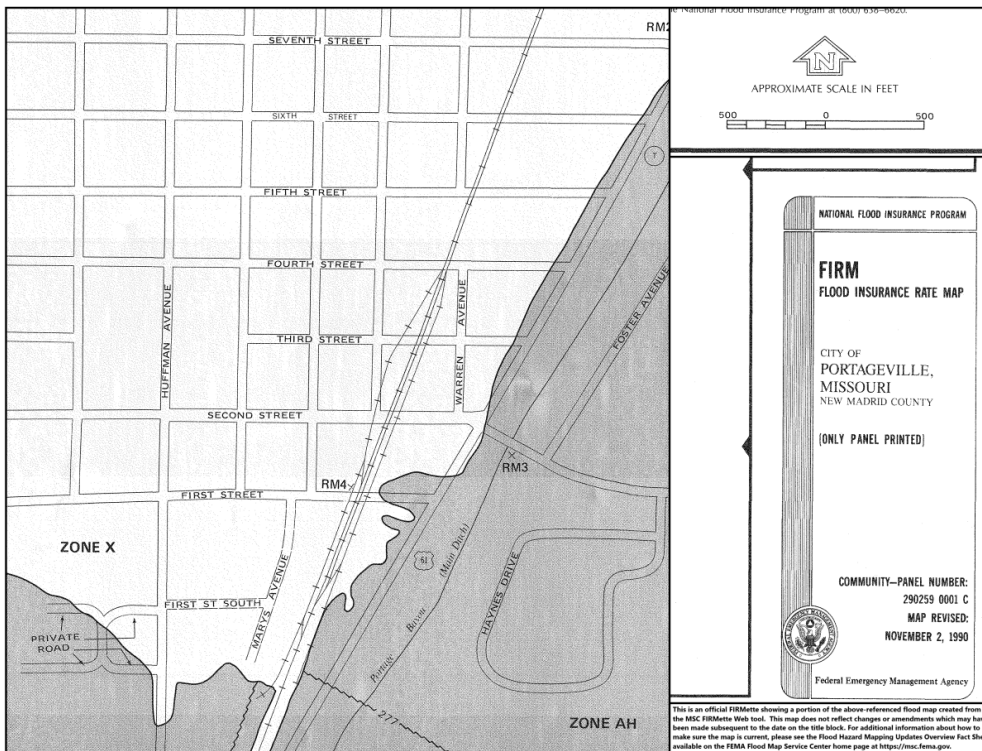 RM2
SEVENTH STREET
SIXTH STREET
FIFTH STREET
FOURTH STREET
HUFFMAN AVENUE
WARREN AVENUE
FOSTER AVENUE
THIRD STREET
SECOND STREET
RM3
RM4
FIRST STREET
ZONE X
61
(Main Ditch)
Bayou
Portage
HAYNES DRIVE
MARYS AVENUE
FIRST ST SOUTH
PRIVATE
ROAD
277
ZONE AH
T
National Flood Insurance Program at (800) 638-6620.
N
APPROXIMATE SCALE IN FEET
500 0 500
NATIONAL FLOOD INSURANCE PROGRAM
FIRM
FLOOD INSURANCE RATE MAP
CITY OF
PORTAGEVILLE,
MISSOURI
NEW MADRID COUNTY
(ONLY PANEL PRINTED)
COMMUNITY-PANEL NUMBER:
290259 0001 C
MAP REVISED:
NOVEMBER 2, 1990
Federal Emergency Management Agency
This is an official FIRMette showing a portion of the above-referenced flood map created from
the MSC FIRMette Web tool. This map does not reflect changes or amendments which may hav
been made subsequent to the date on the title block. For additional information about how to
make sure the map is current, please see the Flood Hazard Mapping Updates Overview Fact She
available on the FEMA Flood Map Service Center home page at https://msc.fema.gov.